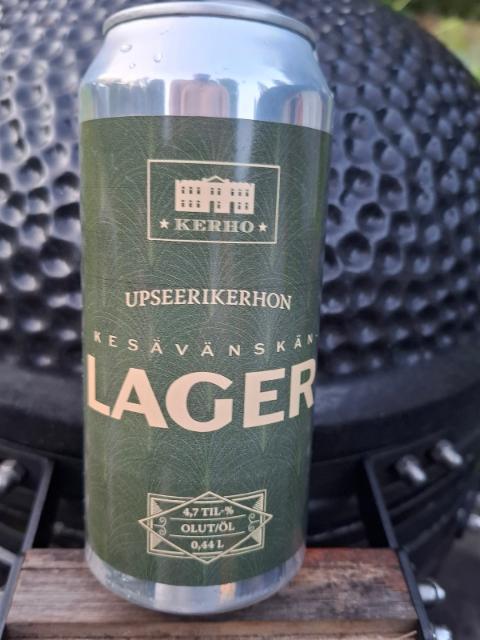 ★ KERHO ★
UPSEERIKERHON
KESÄVÄNSKÄN-
LAGER
4,7 TIL-%
OLUT/ÖL
0,44 L